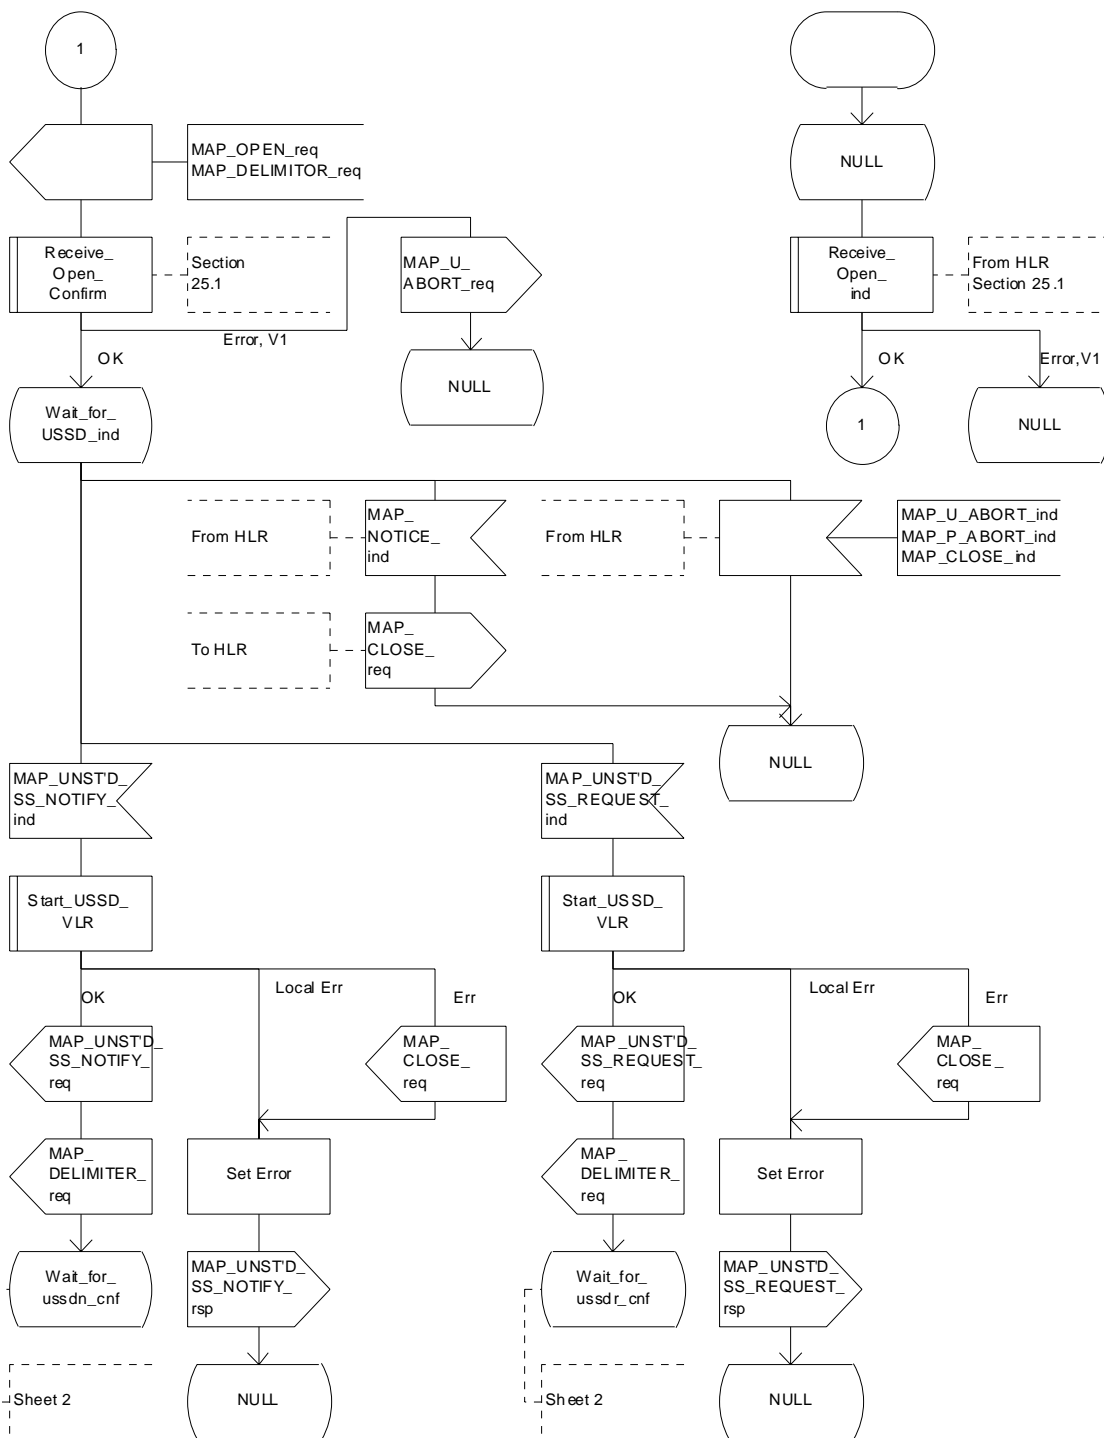 1
MAP_OPEN_req
MAP_DELIMITOR_req
NULL
Receive_
Open_
Confirm
Section
25.1
MAP_U_
ABORT_req
Receive_
Open_
ind
From HLR
Section 25.1
Error, V1
OK
NULL
OK
Error,V1
Wait_for_
USSD_ind
1
NULL
From HLR
MAP_
NOTICE_
ind
From HLR
MAP_U_ABORT_ind
MAP_P_ABORT_ind
MAP_CLOSE_ind
To HLR
MAP_
CLOSE_
req
NULL
MAP_UNST'D_
SS_NOTIFY_
ind
MAP_UNST'D_
SS_REQUEST_
ind
Start_USSD_
VLR
Start_USSD_
VLR
OK
Local Err
Err
OK
Local Err
Err
MAP_UNST'D_
SS_NOTIFY_
req
MAP_
CLOSE_
req
MAP_UNST'D_
SS_REQUEST_
req
MAP_
CLOSE_
req
MAP_
DELIMITER_
req
Set Error
MAP_
DELIMITER_
req
Set Error
Wait_for_
ussdn_cnf
MAP_UNST'D_
SS_NOTIFY_
rsp
Wait_for_
ussdr_cnf
MAP_UNST'D_
SS_REQUEST_
rsp
Sheet 2
NULL
Sheet 2
NULL